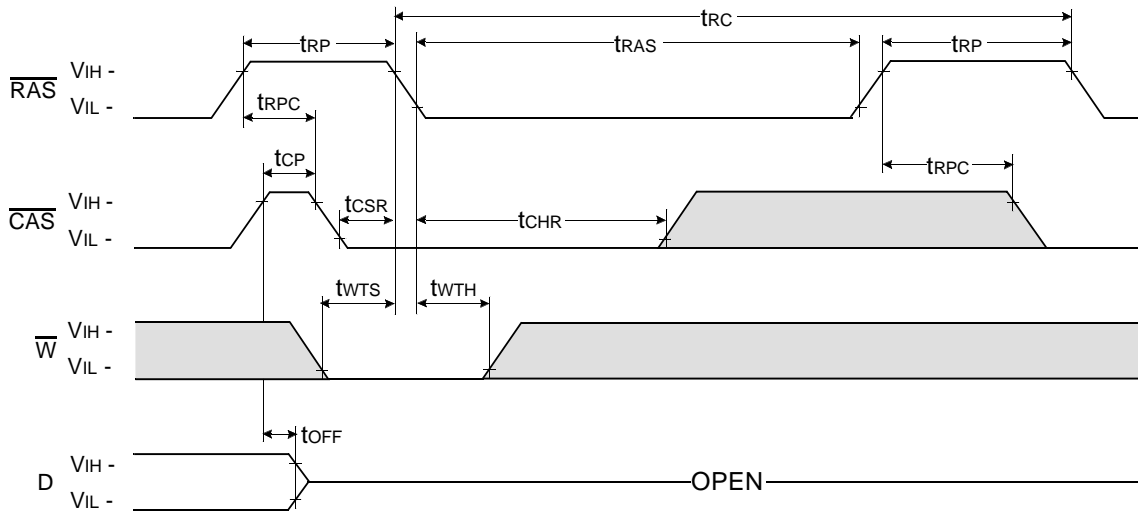 tRC
tRP
tRAS
tRP
RAS
VIH -
VIL -
tRPC
tCP
tRPC
CAS
VIH -
VIL -
tCSR
tCHR
tWTS
tWTH
W
VIH -
VIL -
tOFF
D
VIH -
VIL -
OPEN